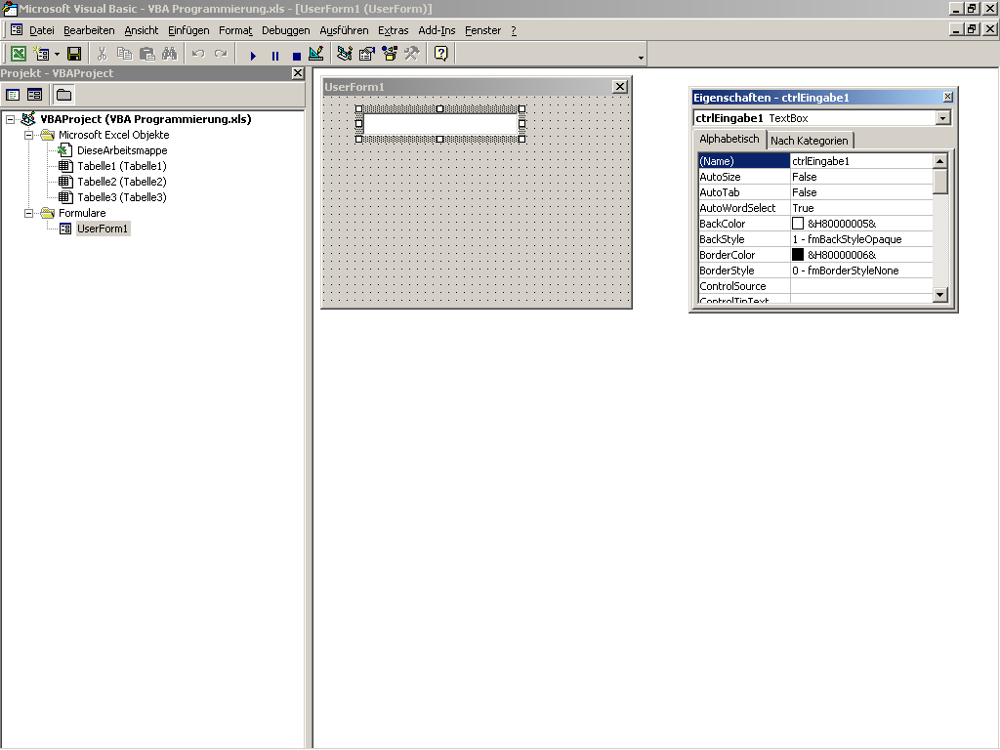 Microsoft Visual Basic - VBA Programmierung.xls - [UserForm1 (UserForm)]
Datei Bearbeiten Ansicht Einfügen Format Debuggen Ausführen Extras Add-Ins Fenster ?
Projekt - VBAProject
VBAProject (VBA Programmierung.xls)
Microsoft Excel Objekte
DieseArbeitsmappe
Tabelle1 (Tabelle1)
Tabelle2 (Tabelle2)
Tabelle3 (Tabelle3)
Formulare
UserForm1
UserForm1
Eigenschaften - ctrlEingabe1
ctrlEingabe1 TextBox
Alphabetisch Nach Kategorien
(Name) ctrlEingabe1
AutoSize False
AutoTab False
AutoWordSelect True
BackColor &H80000005&
BackStyle 1 - fmBackStyleOpaque
BorderColor &H80000006&
BorderStyle 0 - fmBorderStyleNone
ControlSource
ControlTipText